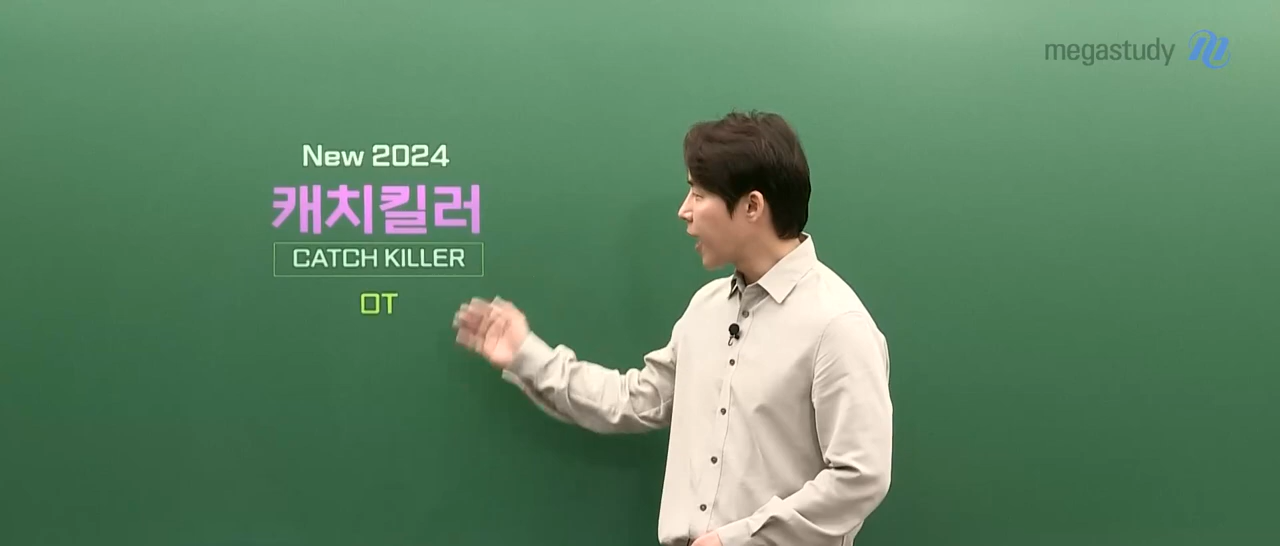 megastudy
New 2024
캐치킬러
CATCH KILLER
OT